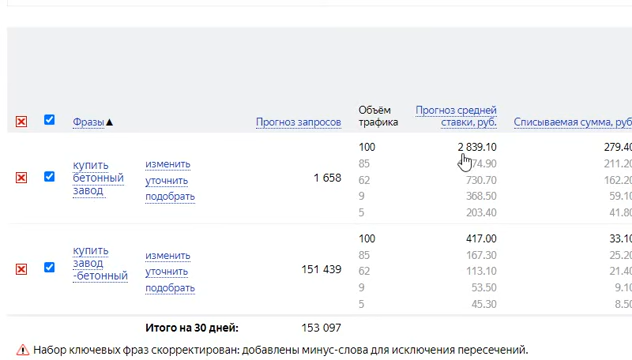 Фразы▲ Прогноз запросов Объём трафика Прогноз средней ставки, руб. Списываемая сумма, руб
купить бетонный завод
изменить
уточнить
подобрать
1 658
100 2 839.10 279.40
85 74.90 211.20
62 730.70 162.20
9 368.50 59.10
5 203.40 41.80
купить завод -бетонный
изменить
уточнить
подобрать
151 439
100 417.00 33.10
85 167.30 25.20
62 113.10 21.40
9 53.50 9.10
5 45.30 8.50
Итого на 30 дней: 153 097
Набор ключевых фраз скорректирован: добавлены минус-слова для исключения пересечений.